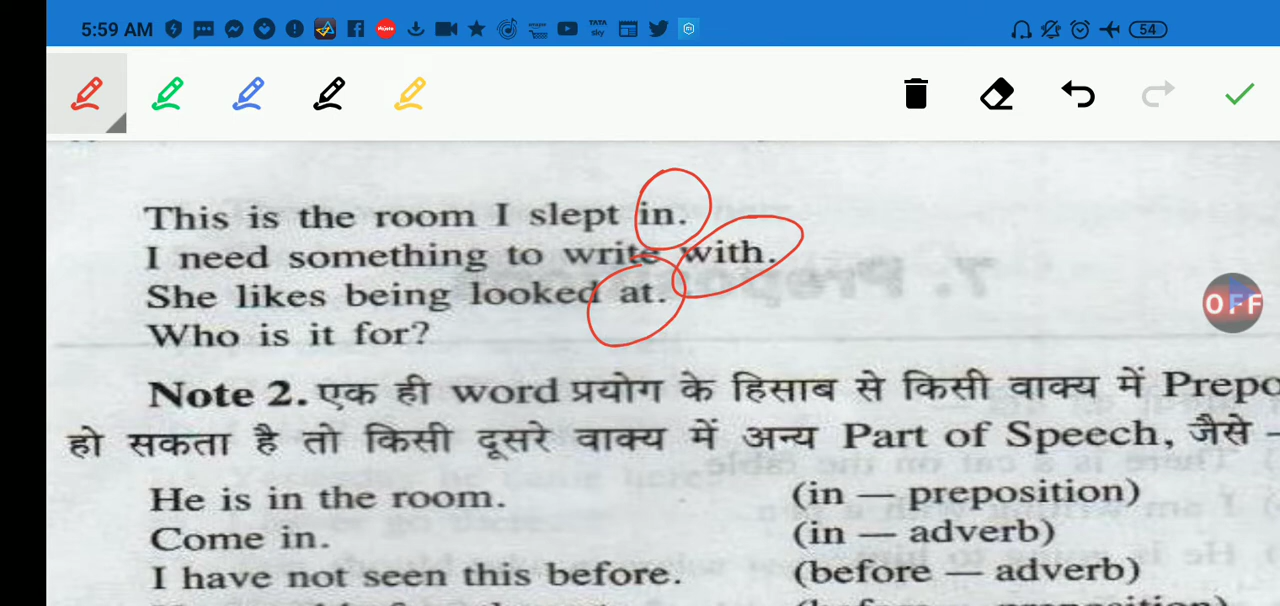 5:59 AM
54
OFF
This is the room I slept in.
I need something to write with.
She likes being looked at.
Who is it for?
Note 2. एक ही word प्रयोग के हिसाब से किसी वाक्य में Prepo
हो सकता है तो किसी दूसरे वाक्य में अन्य Part of Speech, जैसे –
He is in the room. (in — preposition)
Come in. (in — adverb)
I have not seen this before. (before — adverb)